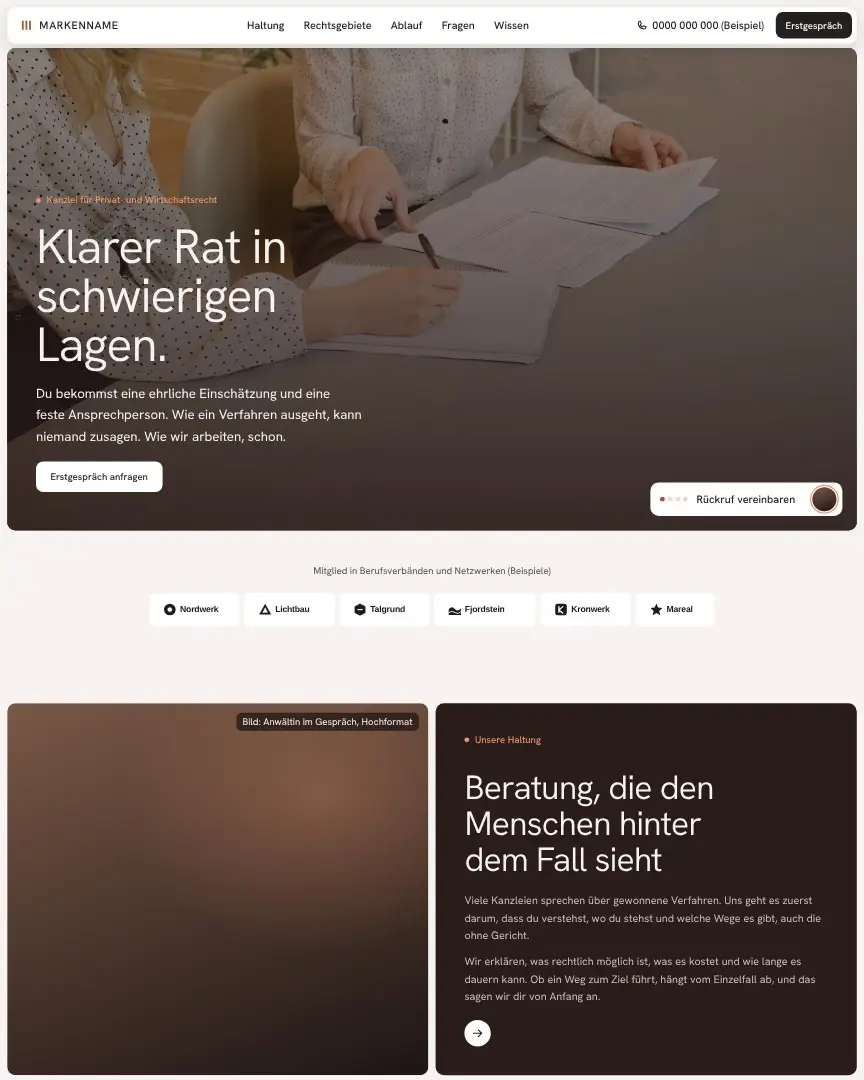 MARKENNAME
Haltung
Rechtsgebiete
Ablauf
Fragen
Wissen
0000 000 000 (Beispiel)
Erstgespräch
Kanzlei für Privat- und Wirtschaftsrecht
Klarer Rat in
schwierigen
Lagen.
Du bekommst eine ehrliche Einschätzung und eine
feste Ansprechperson. Wie ein Verfahren ausgeht, kann
niemand zusagen. Wie wir arbeiten, schon.
Erstgespräch anfragen
Rückruf vereinbaren
Mitglied in Berufsverbänden und Netzwerken (Beispiele)
Nordwerk
Lichtbau
Talgrund
Fjordstein
Kronwerk
Mareal
Bild: Anwältin im Gespräch, Hochformat
Unsere Haltung
Beratung, die den
Menschen hinter
dem Fall sieht
Viele Kanzleien sprechen über gewonnene Verfahren. Uns geht es zuerst
darum, dass du verstehst, wo du stehst und welche Wege es gibt, auch die
ohne Gericht.
Wir erklären, was rechtlich möglich ist, was es kostet und wie lange es
dauern kann. Ob ein Weg zum Ziel führt, hängt vom Einzelfall ab, und das
sagen wir dir von Anfang an.